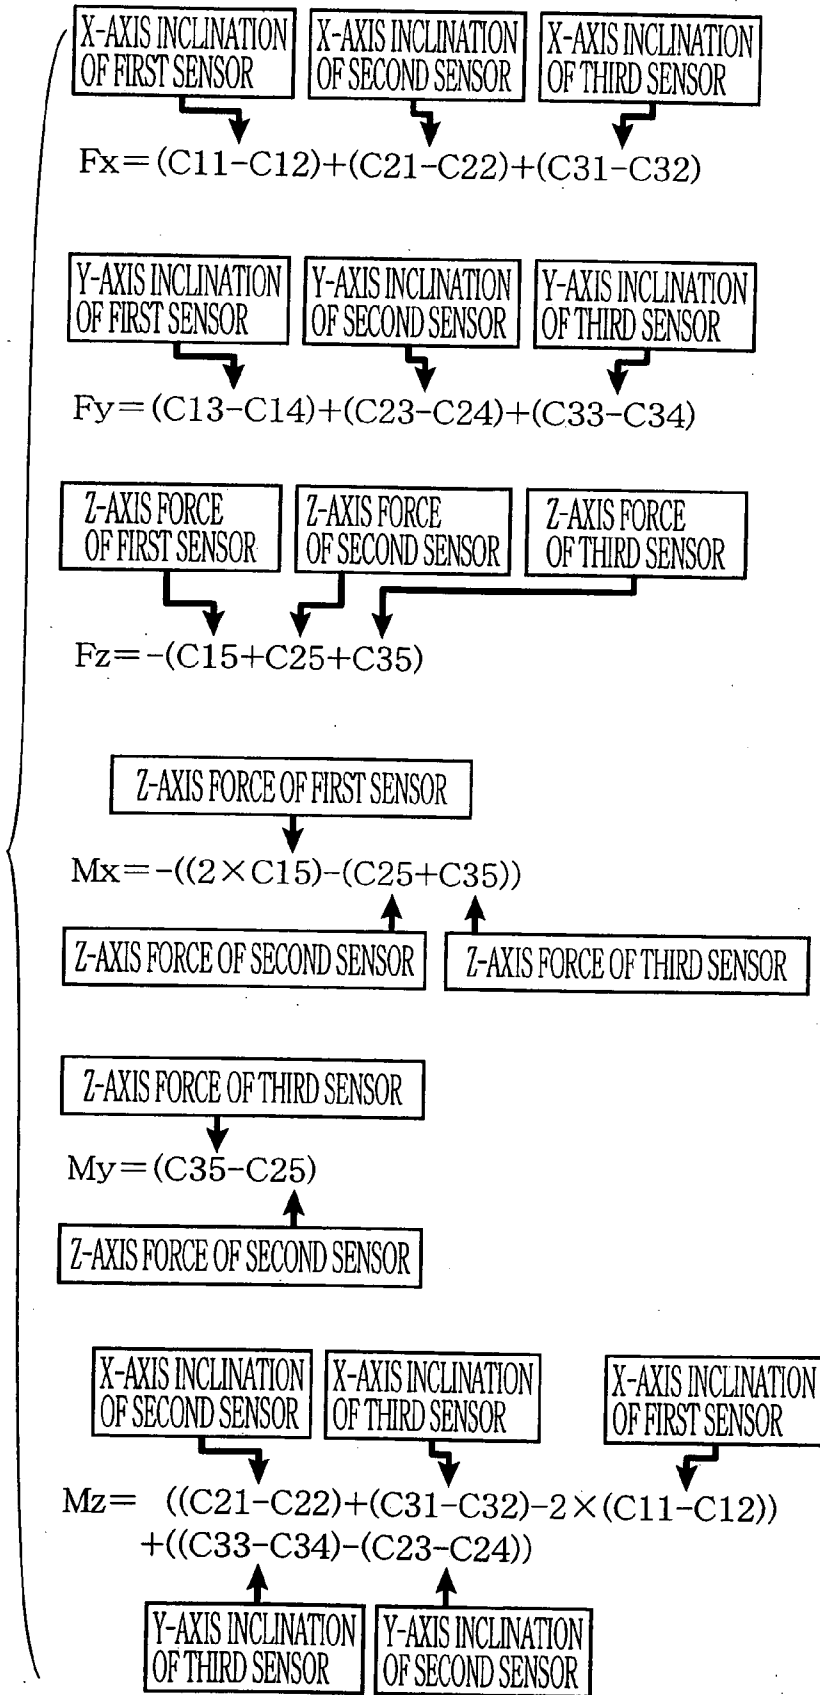 X-AXIS INCLINATION
OF FIRST SENSOR
X-AXIS INCLINATION
OF SECOND SENSOR
X-AXIS INCLINATION
OF THIRD SENSOR
Fx=(C11-C12)+(C21-C22)+(C31-C32)
Y-AXIS INCLINATION
OF FIRST SENSOR
Y-AXIS INCLINATION
OF SECOND SENSOR
Y-AXIS INCLINATION
OF THIRD SENSOR
Fy=(C13-C14)+(C23-C24)+(C33-C34)
Z-AXIS FORCE
OF FIRST SENSOR
Z-AXIS FORCE
OF SECOND SENSOR
Z-AXIS FORCE
OF THIRD SENSOR
Fz=-(C15+C25+C35)
Z-AXIS FORCE OF FIRST SENSOR
Mx=-((2×C15)-(C25+C35))
Z-AXIS FORCE OF SECOND SENSOR
Z-AXIS FORCE OF THIRD SENSOR
Z-AXIS FORCE OF THIRD SENSOR
My=(C35-C25)
Z-AXIS FORCE OF SECOND SENSOR
X-AXIS INCLINATION
OF SECOND SENSOR
X-AXIS INCLINATION
OF THIRD SENSOR
X-AXIS INCLINATION
OF FIRST SENSOR
Mz= ((C21-C22)+(C31-C32)-2×(C11-C12))
+((C33-C34)-(C23-C24))
Y-AXIS INCLINATION
OF THIRD SENSOR
Y-AXIS INCLINATION
OF SECOND SENSOR